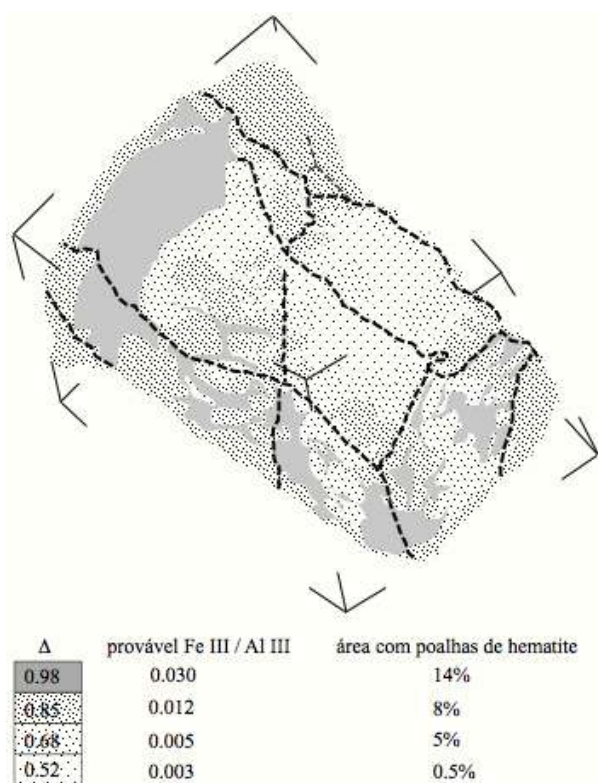 Δ provável Fe III / Al III área com poalhas de hematite
0.98 0.030 14%
0.85 0.012 8%
0.68 0.005 5%
0.52 0.003 0.5%